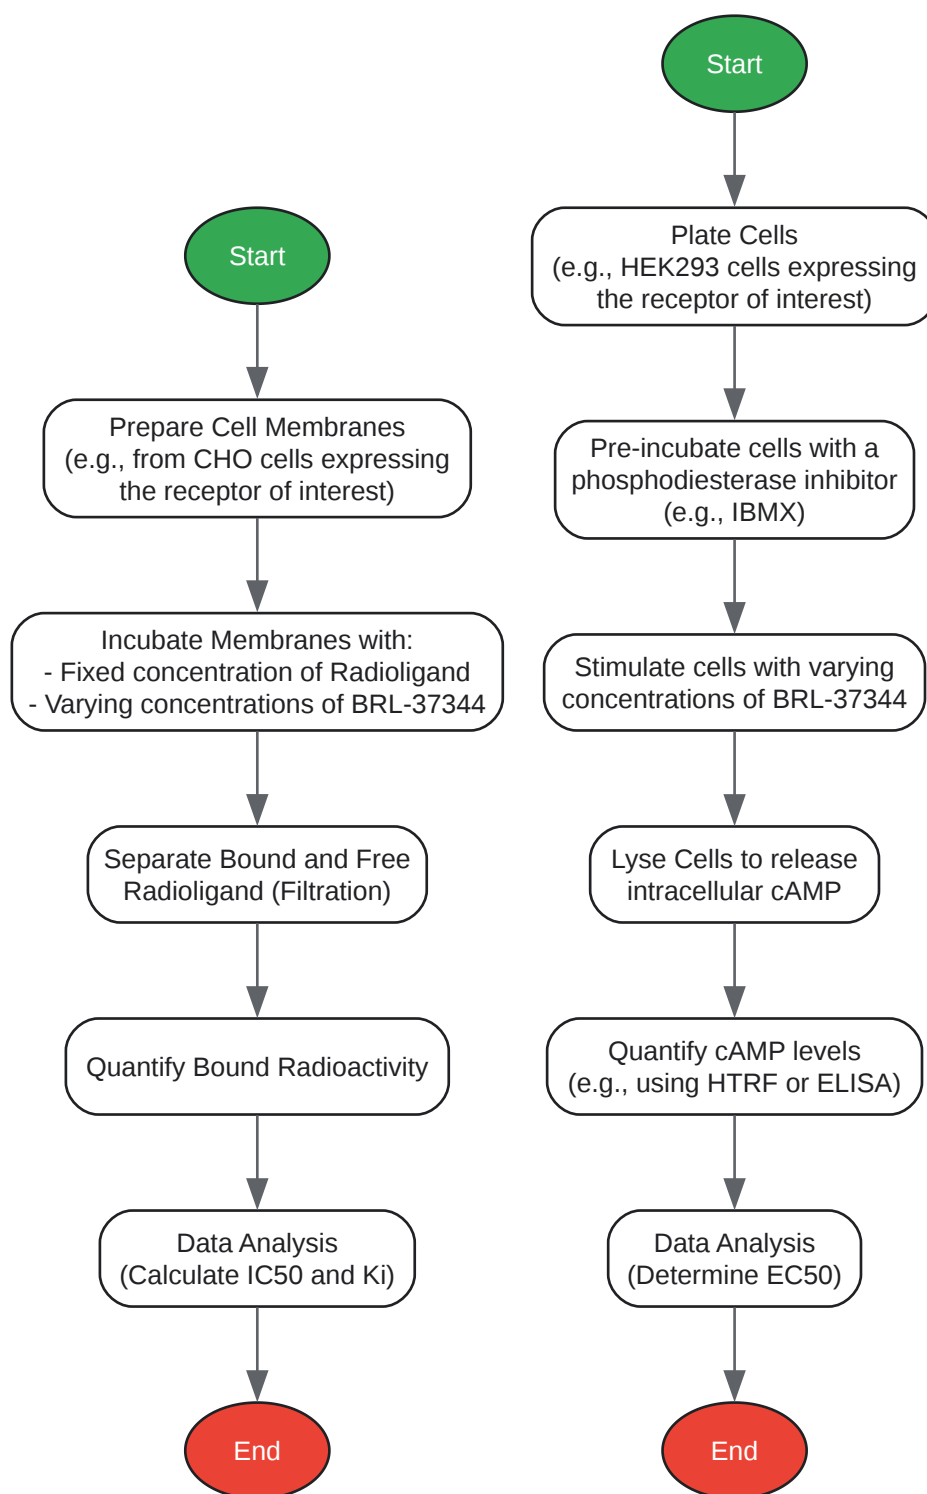 Start
Prepare Cell Membranes
(e.g., from CHO cells expressing
the receptor of interest)
Incubate Membranes with:
- Fixed concentration of Radioligand
- Varying concentrations of BRL-37344
Separate Bound and Free
Radioligand (Filtration)
Quantify Bound Radioactivity
Data Analysis
(Calculate IC50 and Ki)
End
Start
Plate Cells
(e.g., HEK293 cells expressing
the receptor of interest)
Pre-incubate cells with a
phosphodiesterase inhibitor
(e.g., IBMX)
Stimulate cells with varying
concentrations of BRL-37344
Lyse Cells to release
intracellular cAMP
Quantify cAMP levels
(e.g., using HTRF or ELISA)
Data Analysis
(Determine EC50)
End